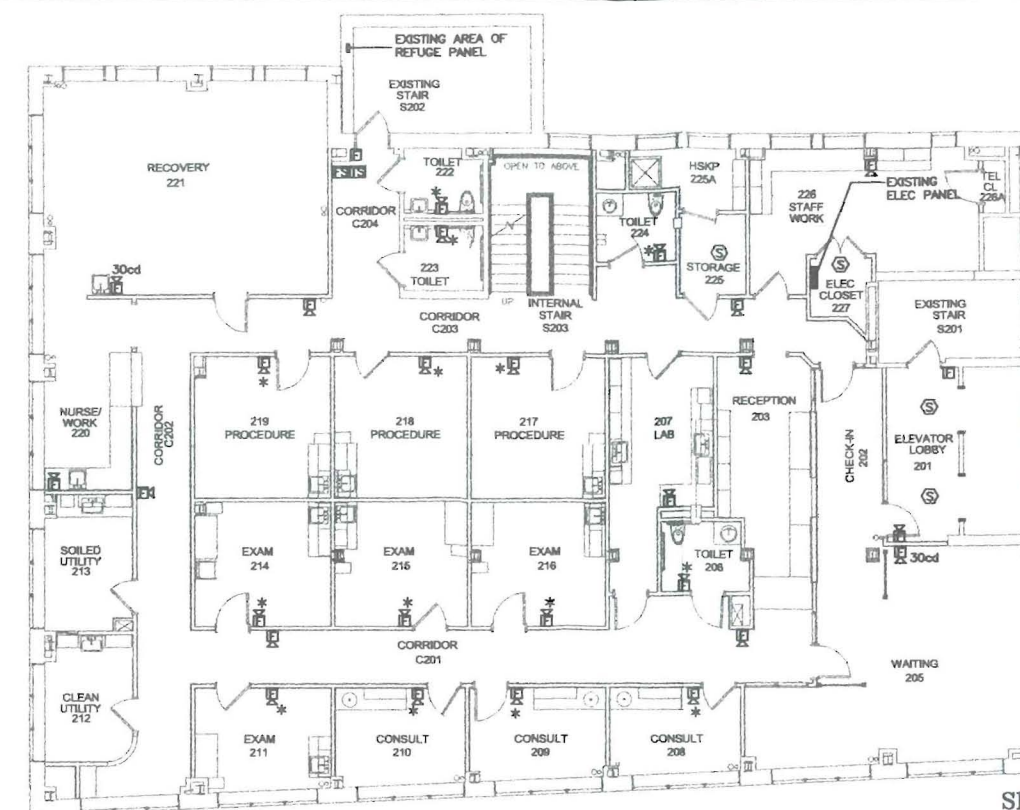 EXISTING AREA OF
REFUGE PANEL
EXISTING
STAIR
S202
RECOVERY
221
TOILET
222
OPEN TO ABOVE
HSKP
225A
226
STAFF
WORK
EXISTING
ELEC PANEL
TEL
CL
226A
CORRIDOR
C204
TOILET
224
223
TOILET
STORAGE
225
ELEC
CLOSET
227
30cd
UP
INTERNAL
STAIR
S203
CORRIDOR
C203
EXISTING
STAIR
S201
NURSE/
WORK
220
CORRIDOR
C202
219
PROCEDURE
218
PROCEDURE
217
PROCEDURE
207
LAB
RECEPTION
203
CHECK-IN
202
ELEVATOR
LOBBY
201
S
S
S
S
SOILED
UTILITY
213
EXAM
214
EXAM
215
EXAM
216
TOILET
206
30cd
CORRIDOR
C201
WAITING
205
CLEAN
UTILITY
212
EXAM
211
CONSULT
210
CONSULT
209
CONSULT
208